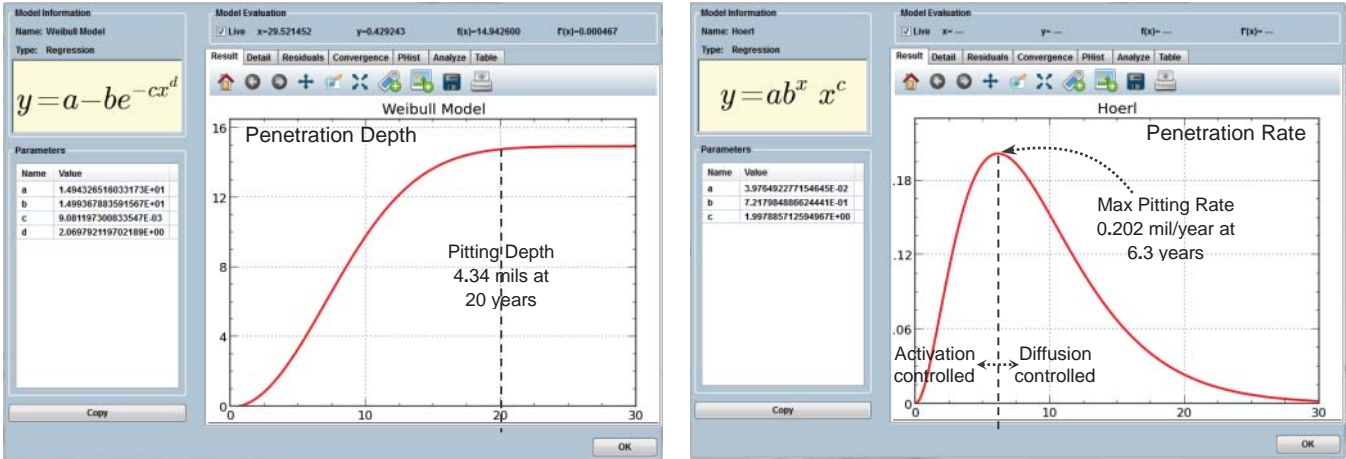 Model Information
Name: Weibull Model
Type: Regression
y=a−be^{−cx^d}
Parameters
Name Value
a 1.494326516033173E+01
b 1.499367883591567E+01
c 9.081197300833547E-03
d 2.069792119702189E+00
Copy
Model Evaluation
Live x=29.521452 y=0.429243 f(x)=14.942600 f'(x)=0.000467
Result Detail Residuals Convergence PHist Analyze Table
Weibull Model
Penetration Depth
16
12
8
4
0
Pitting Depth
4.34 mils at
20 years
0 10 20 30
OK
Model Information
Name: Hoerl
Type: Regression
y=ab^x x^c
Parameters
Name Value
a 3.976492277154645E-02
b 7.217984886624441E-01
c 1.997885712594967E+00
Copy
Model Evaluation
Live x= --- y= --- f(x)= --- f'(x)= ---
Result Detail Residuals Convergence PHist Analyze Table
Hoerl
Penetration Rate
.18
.12
.06
0
Max Pitting Rate
0.202 mil/year at
6.3 years
Activation
controlled
Diffusion
controlled
0 10 20 30
OK